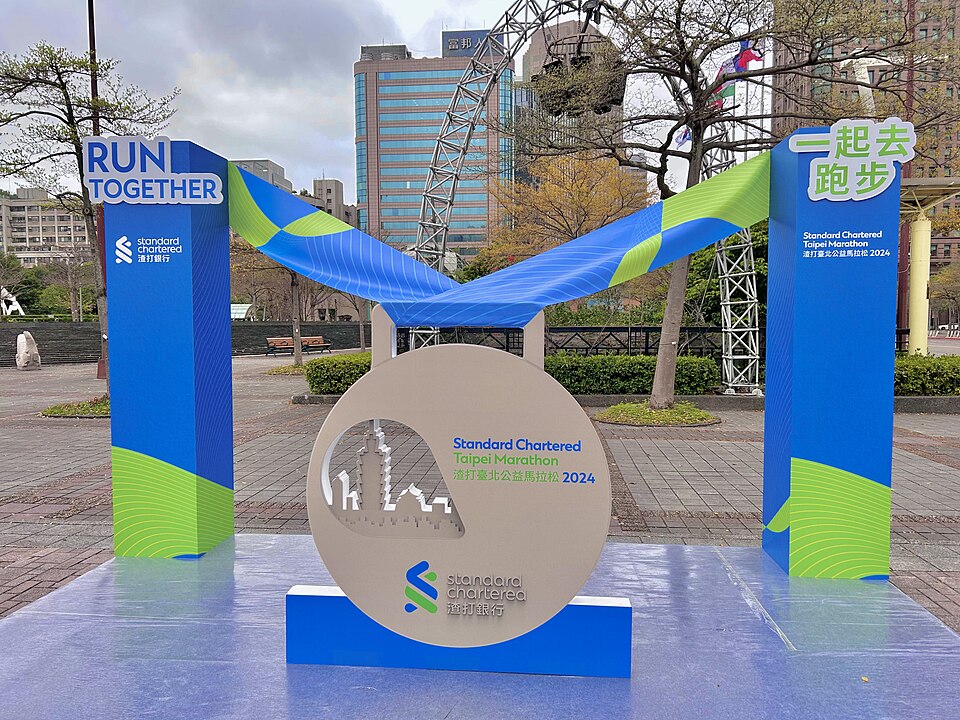 富邦人
RUN
TOGETHER
standard
chartered
渣打銀行
一起去
跑步
Standard Chartered
Taipei Marathon
渣打臺北公益馬拉松 2024
Standard Chartered
Taipei Marathon
渣打臺北公益馬拉松 2024
standard
chartered
渣打銀行